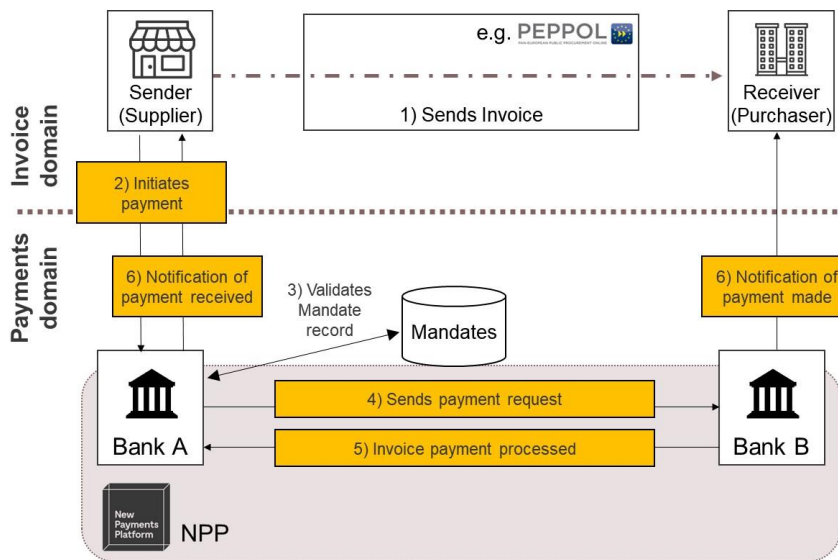 e.g. PEPPOL
PAN-EUROPEAN PUBLIC PROCUREMENT ONLINE
Sender
(Supplier)
1) Sends Invoice
Receiver
(Purchaser)
Invoice
domain
2) Initiates
payment
Payments
domain
6) Notification of
payment received
3) Validates
Mandate
record
Mandates
6) Notification of
payment made
Bank A
4) Sends payment request
5) Invoice payment processed
Bank B
New
Payments
Platform
NPP